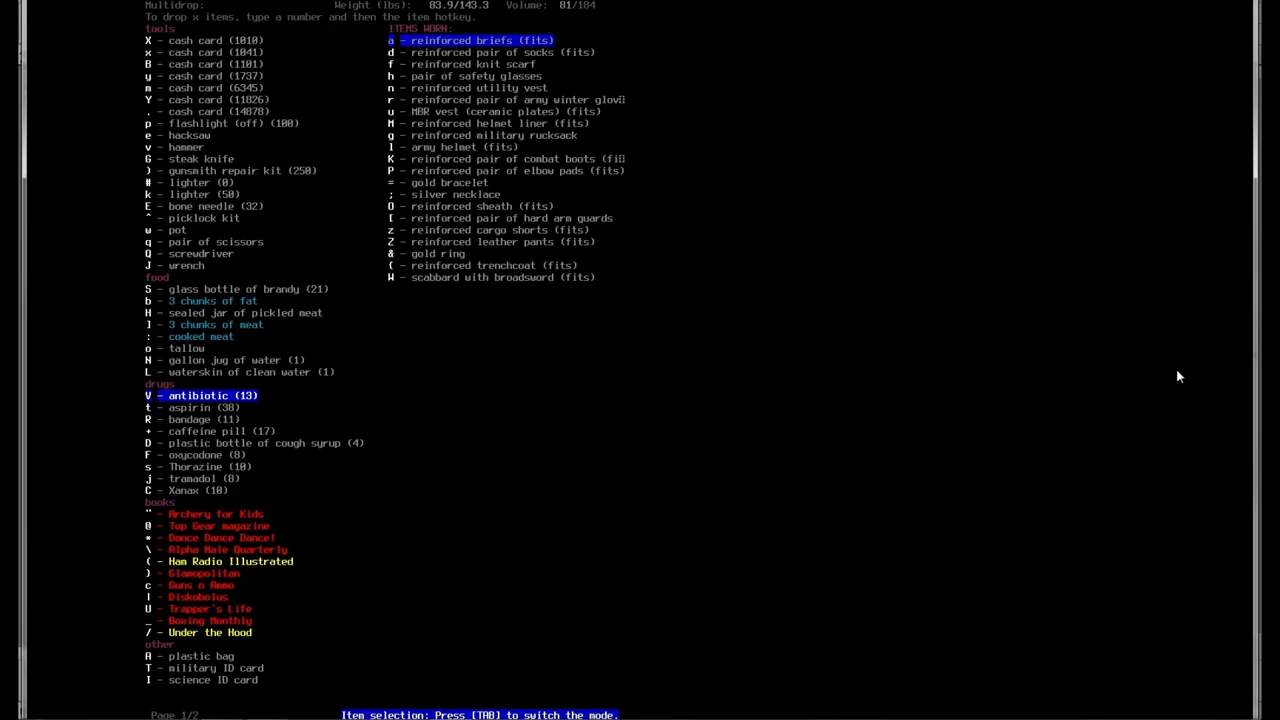 Multidrop: Weight (lbs): 83.9/143.3 Volume: 81/184
To drop x items, type a number and then the item hotkey.
tools
X - cash card (1010)
x - cash card (1041)
B - cash card (1101)
y - cash card (1737)
m - cash card (6345)
Y - cash card (11826)
. - cash card (14878)
p - flashlight (off) (100)
e - hacksaw
v - hammer
G - steak knife
) - gunsmith repair kit (250)
# - lighter (0)
k - lighter (50)
E - bone needle (32)
^ - picklock kit
w - pot
q - pair of scissors
Q - screwdriver
J - wrench
food
S - glass bottle of brandy (21)
b - 3 chunks of fat
H - sealed jar of pickled meat
] - 3 chunks of meat
: - cooked meat
o - tallow
N - gallon jug of water (1)
L - waterskin of clean water (1)
drugs
V - antibiotic (13)
t - aspirin (38)
R - bandage (11)
+ - caffeine pill (17)
D - plastic bottle of cough syrup (4)
F - oxycodone (8)
s - Thorazine (10)
j - tramadol (8)
C - Xanax (10)
books
" - Archery for Kids
@ - Top Gear magazine
* - Dance Dance Dance!
\ - Alpha Male Quarterly
( - Ham Radio Illustrated
) - Glamopolitan
c - Guns n Ammo
| - Diskobolus
U - Trapper's Life
_ - Boxing Monthly
/ - Under the Hood
other
A - plastic bag
T - military ID card
I - science ID card
ITEMS WORN:
a - reinforced briefs (fits)
d - reinforced pair of socks (fits)
f - reinforced knit scarf
h - pair of safety glasses
n - reinforced utility vest
r - reinforced pair of army winter glov
u - MBR vest (ceramic plates) (fits)
M - reinforced helmet liner (fits)
g - reinforced military rucksack
l - army helmet (fits)
K - reinforced pair of combat boots (fi
P - reinforced pair of elbow pads (fits)
= - gold bracelet
; - silver necklace
O - reinforced sheath (fits)
[ - reinforced pair of hard arm guards
z - reinforced cargo shorts (fits)
Z - reinforced leather pants (fits)
& - gold ring
{ - reinforced trenchcoat (fits)
W - scabbard with broadsword (fits)
Page 1/2 Item selection: Press [TAB] to switch the mode.